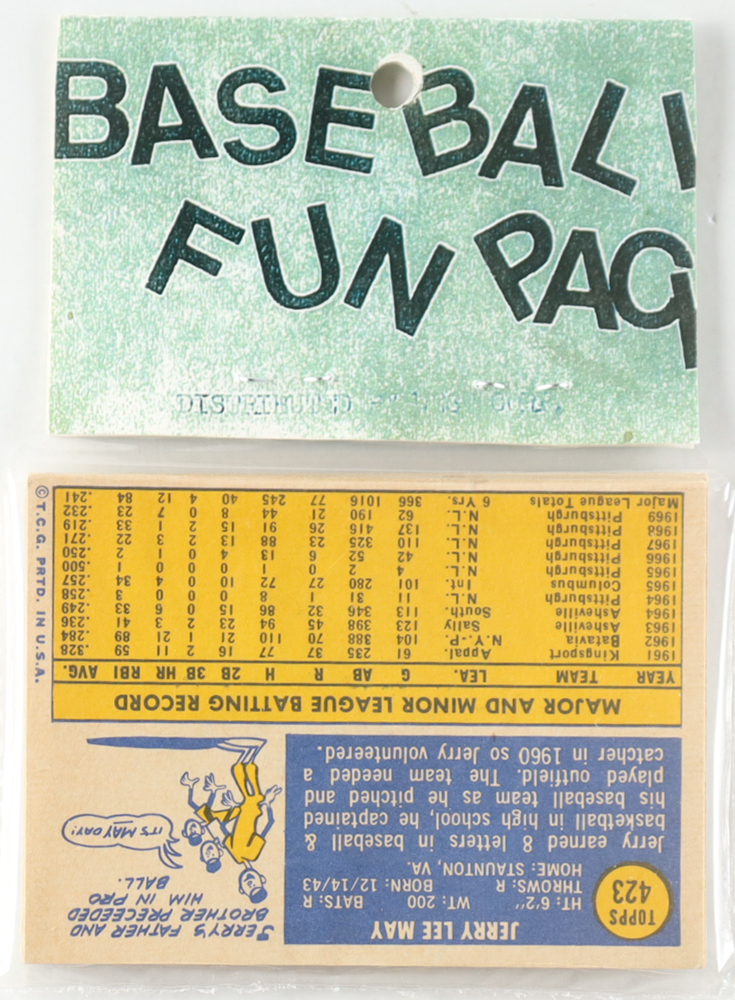 BASEBALL
FUN PAC
DISTRIBUTED
TOPPS
423
JERRY LEE MAY
HT: 6'2" WT: 200 BATS: R
THROWS: R BORN: 12/14/43
HOME: STAUNTON, VA.
Jerry earned 8 letters in baseball &
basketball in high school, he captained
his baseball team as he pitched and
played outfield. The team needed a
catcher in 1960 so Jerry volunteered.
JERRY'S FATHER AND
BROTHER PRECEEDED
HIM IN PRO
BALL.
IT'S MAY DAY!
MAJOR AND MINOR LEAGUE BATTING RECORD
YEAR TEAM LEA. G AB R H 2B 3B HR RBI AVG.
1961 Kingsport Appal. 61 235 37 77 16 2 11 59 .328
1962 Batavia N.Y.-P. 104 388 70 110 21 1 21 89 .284
1963 Asheville Sally 123 398 45 94 23 2 3 41 .236
1964 Asheville South. 113 346 32 86 15 0 6 33 .249
1964 Pittsburgh N.L. 11 31 1 8 0 0 0 3 .258
1965 Columbus Int. 101 280 27 72 10 0 4 34 .257
1965 Pittsburgh N.L. 4 2 0 1 0 0 0 1 .500
1966 Pittsburgh N.L. 42 52 6 13 4 0 1 2 .250
1967 Pittsburgh N.L. 110 325 23 88 13 2 3 22 .271
1968 Pittsburgh N.L. 137 416 26 91 15 2 1 33 .219
1969 Pittsburgh N.L. 62 190 21 44 8 0 7 23 .232
Major League Totals 6 Yrs. 366 1016 77 245 40 4 12 84 .241
© T.C.G. PRTD. IN U.S.A.